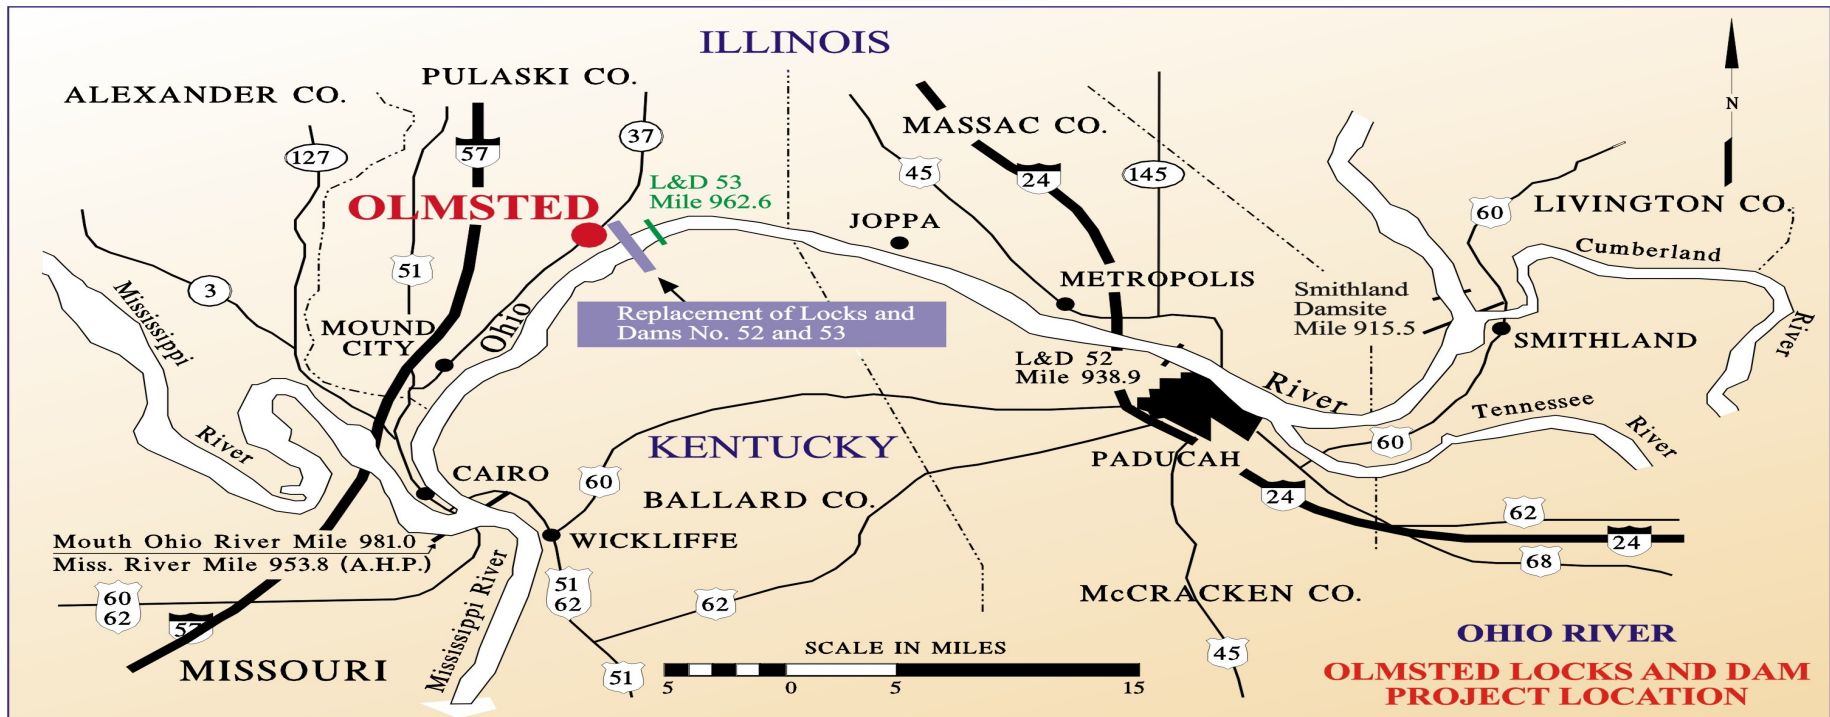 ILLINOIS
PULASKI CO.
ALEXANDER CO.
MASSAC CO.
N
127
57
37
45
24
145
L&D 53
Mile 962.6
OLMSTED
JOPPA
60
LIVINGTON CO.
Cumberland
River
51
3
Mississippi
River
MOUND
CITY
Ohio
METROPOLIS
Smithland
Damsite
Mile 915.5
SMITHLAND
Replacement of Locks and
Dams No. 52 and 53
L&D 52
Mile 938.9
River
Tennessee
River
60
KENTUCKY
PADUCAH
CAIRO
60
BALLARD CO.
24
62
24
68
WICKLIFFE
Mouth Ohio River Mile 981.0
Miss. River Mile 953.8 (A.H.P.)
60
62
57
Mississippi River
51
62
62
McCRACKEN CO.
45
51
MISSOURI
SCALE IN MILES
5 0 5 15
OHIO RIVER
OLMSTED LOCKS AND DAM
PROJECT LOCATION